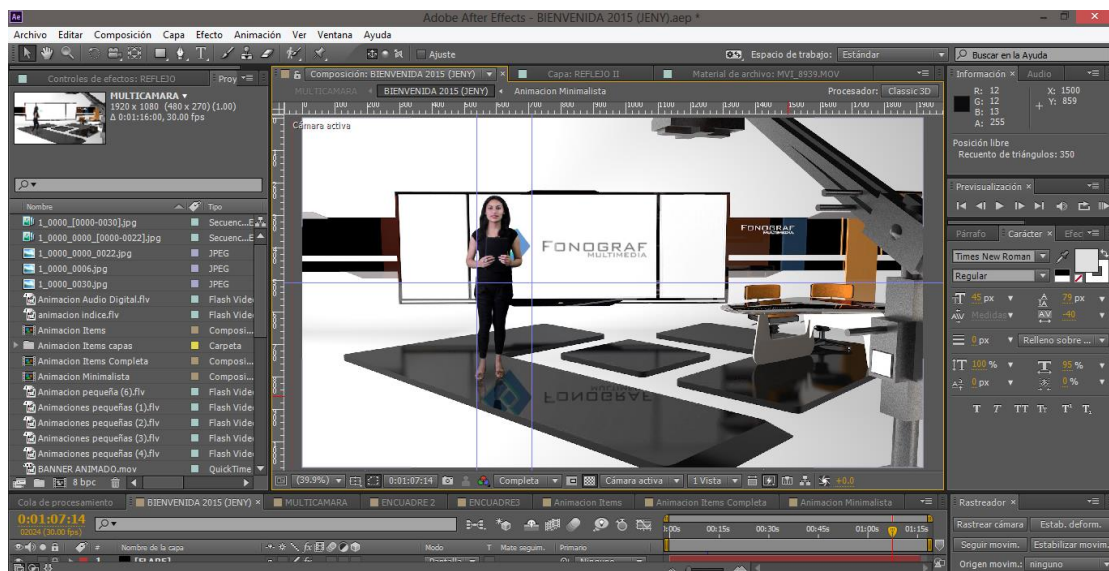 Ae
Adobe After Effects - BIENVENIDA 2015 (JENY).aep *
Archivo Editar Composición Capa Efecto Animación Ver Ventana Ayuda
Ajuste
Espacio de trabajo: Estándar
Buscar en la Ayuda
Controles de efectos: REFLEJO
Proy
Composición: BIENVENIDA 2015 (JENY)
Capa: REFLEJO II
Material de archivo: MVI_8939.MOV
Información
Audio
MULTICAMARA
1920 x 1080 (480 x 270) (1.00)
Δ 0:01:16:00, 30.00 fps
MULTICAMARA
BIENVENIDA 2015 (JENY)
Animacion Minimalista
Procesador: Classic 3D
Cámara activa
R: 12
G: 12
B: 13
A: 255
X: 1500
Y: 859
Posición libre
Recuento de triángulos: 350
Previsualización
Nombre
Tipo
1_0000_[0000-0030].jpg Secuenc...E
1_0000_0000_[0000-0022].jpg Secuenc...E
1_0000_0000_0022.jpg JPEG
1_0000_0006.jpg JPEG
1_0000_0030.jpg JPEG
Animacion Audio Digital.flv Flash Vide
animacion indice.flv Flash Vide
Animacion Items Composi...
Animacion Items capas Carpeta
Animacion Items Completa Composi...
Animacion Minimalista Composi...
Animacion pequeña (6).flv Flash Vide
Animaciones pequeñas (1).flv Flash Vide
Animaciones pequeñas (2).flv Flash Vide
Animaciones pequeñas (3).flv Flash Vide
Animaciones pequeñas (4).flv Flash Vide
BANNER ANIMADO.mov QuickTime
8 bpc
FONOGRAF
MULTIMEDIA
FONOGRAF
MULTIMEDIA
FONOGRAF
MULTIMEDIA
Párrafo
Carácter
Efec
Times New Roman
Regular
45 px
79 px
Medidas
-40
0 px
Relleno sobre ...
100 %
95 %
0 px
0 %
T T TT Tr T' T,
(39.9%)
0:01:07:14
Completa
Cámara activa
1 Vista
+0.0
Cola de procesamiento
BIENVENIDA 2015 (JENY)
MULTICAMARA
ENCUADRE 2
ENCUADRE3
Animacion Items
Animacion Items Completa
Animacion Minimalista
Rastreador
0:01:07:14
02024 (30.00 fps)
00:15s 00:30s 00:45s 01:00s 01:15s
Rastrear cámara
Estab. deform.
Seguir movim.
Estabilizar movim.
Origen movim.: ninguno
Nombre de la capa
Modo
T Mate seguim.
Primario